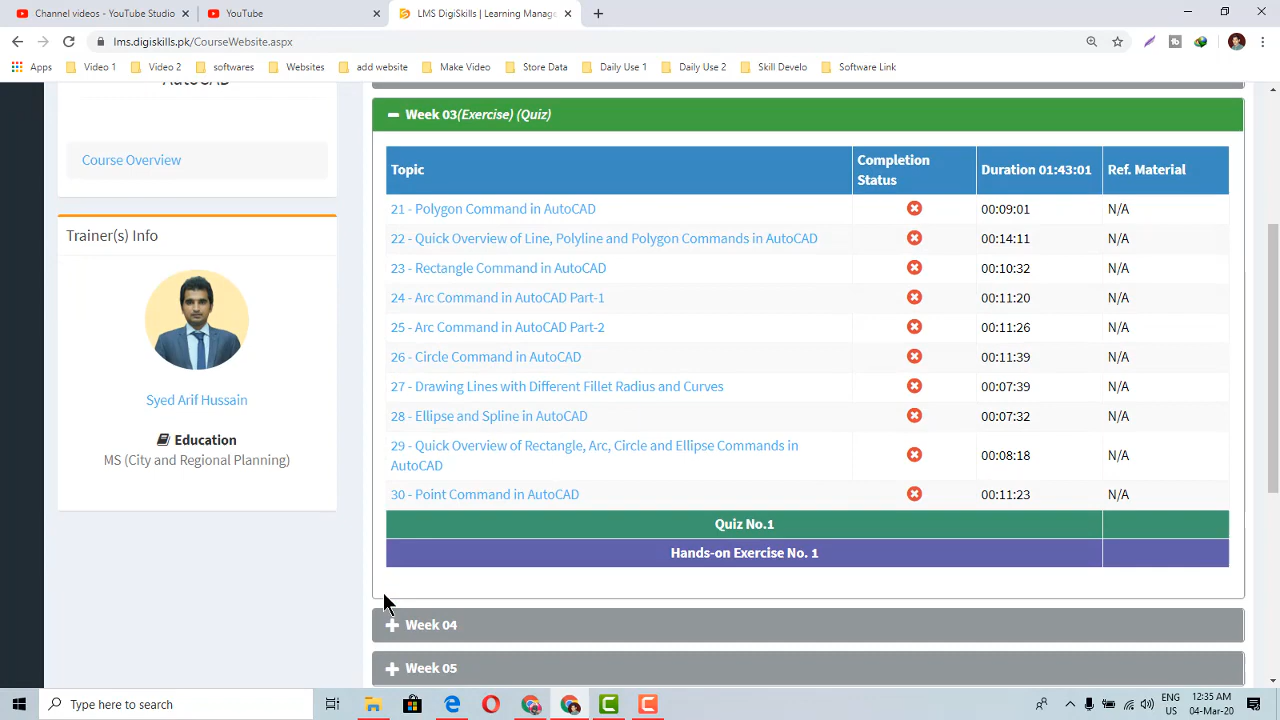 Channel videos - YouTube Studio
YouTube
LMS DigiSkills | Learning Mana
lms.digiskills.pk/CourseWebsite.aspx
Apps
Video 1
Video 2
softwares
Websites
add website
Make Video
Store Data
Daily Use 1
Daily Use 2
Skill Develo
Software Link
AutoCAD
Course Overview
Trainer(s) Info
Syed Arif Hussain
Education
MS (City and Regional Planning)
Week 03(Exercise) (Quiz)
Topic Completion Status Duration 01:43:01 Ref. Material
21 - Polygon Command in AutoCAD 00:09:01 N/A
22 - Quick Overview of Line, Polyline and Polygon Commands in AutoCAD 00:14:11 N/A
23 - Rectangle Command in AutoCAD 00:10:32 N/A
24 - Arc Command in AutoCAD Part-1 00:11:20 N/A
25 - Arc Command in AutoCAD Part-2 00:11:26 N/A
26 - Circle Command in AutoCAD 00:11:39 N/A
27 - Drawing Lines with Different Fillet Radius and Curves 00:07:39 N/A
28 - Ellipse and Spline in AutoCAD 00:07:32 N/A
29 - Quick Overview of Rectangle, Arc, Circle and Ellipse Commands in
AutoCAD 00:08:18 N/A
30 - Point Command in AutoCAD 00:11:23 N/A
Quiz No.1
Hands-on Exercise No. 1
Week 04
Week 05
Type here to search
ENG
US
12:35 AM
04-Mar-20